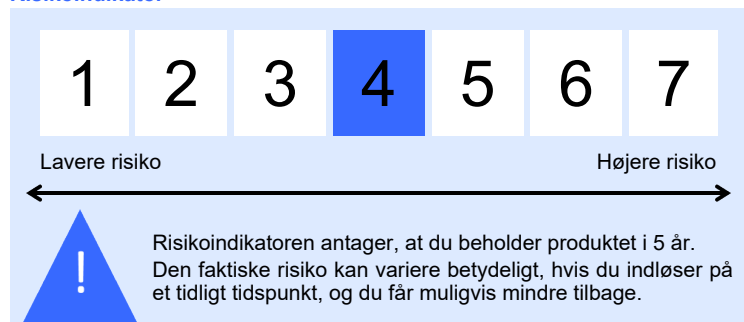 Risikoindikator
1 2 3 4 5 6 7
Lavere risiko Højere risiko
!
Risikoindikatoren antager, at du beholder produktet i 5 år.
Den faktiske risiko kan variere betydeligt, hvis du indløser på
et tidligt tidspunkt, og du får muligvis mindre tilbage.